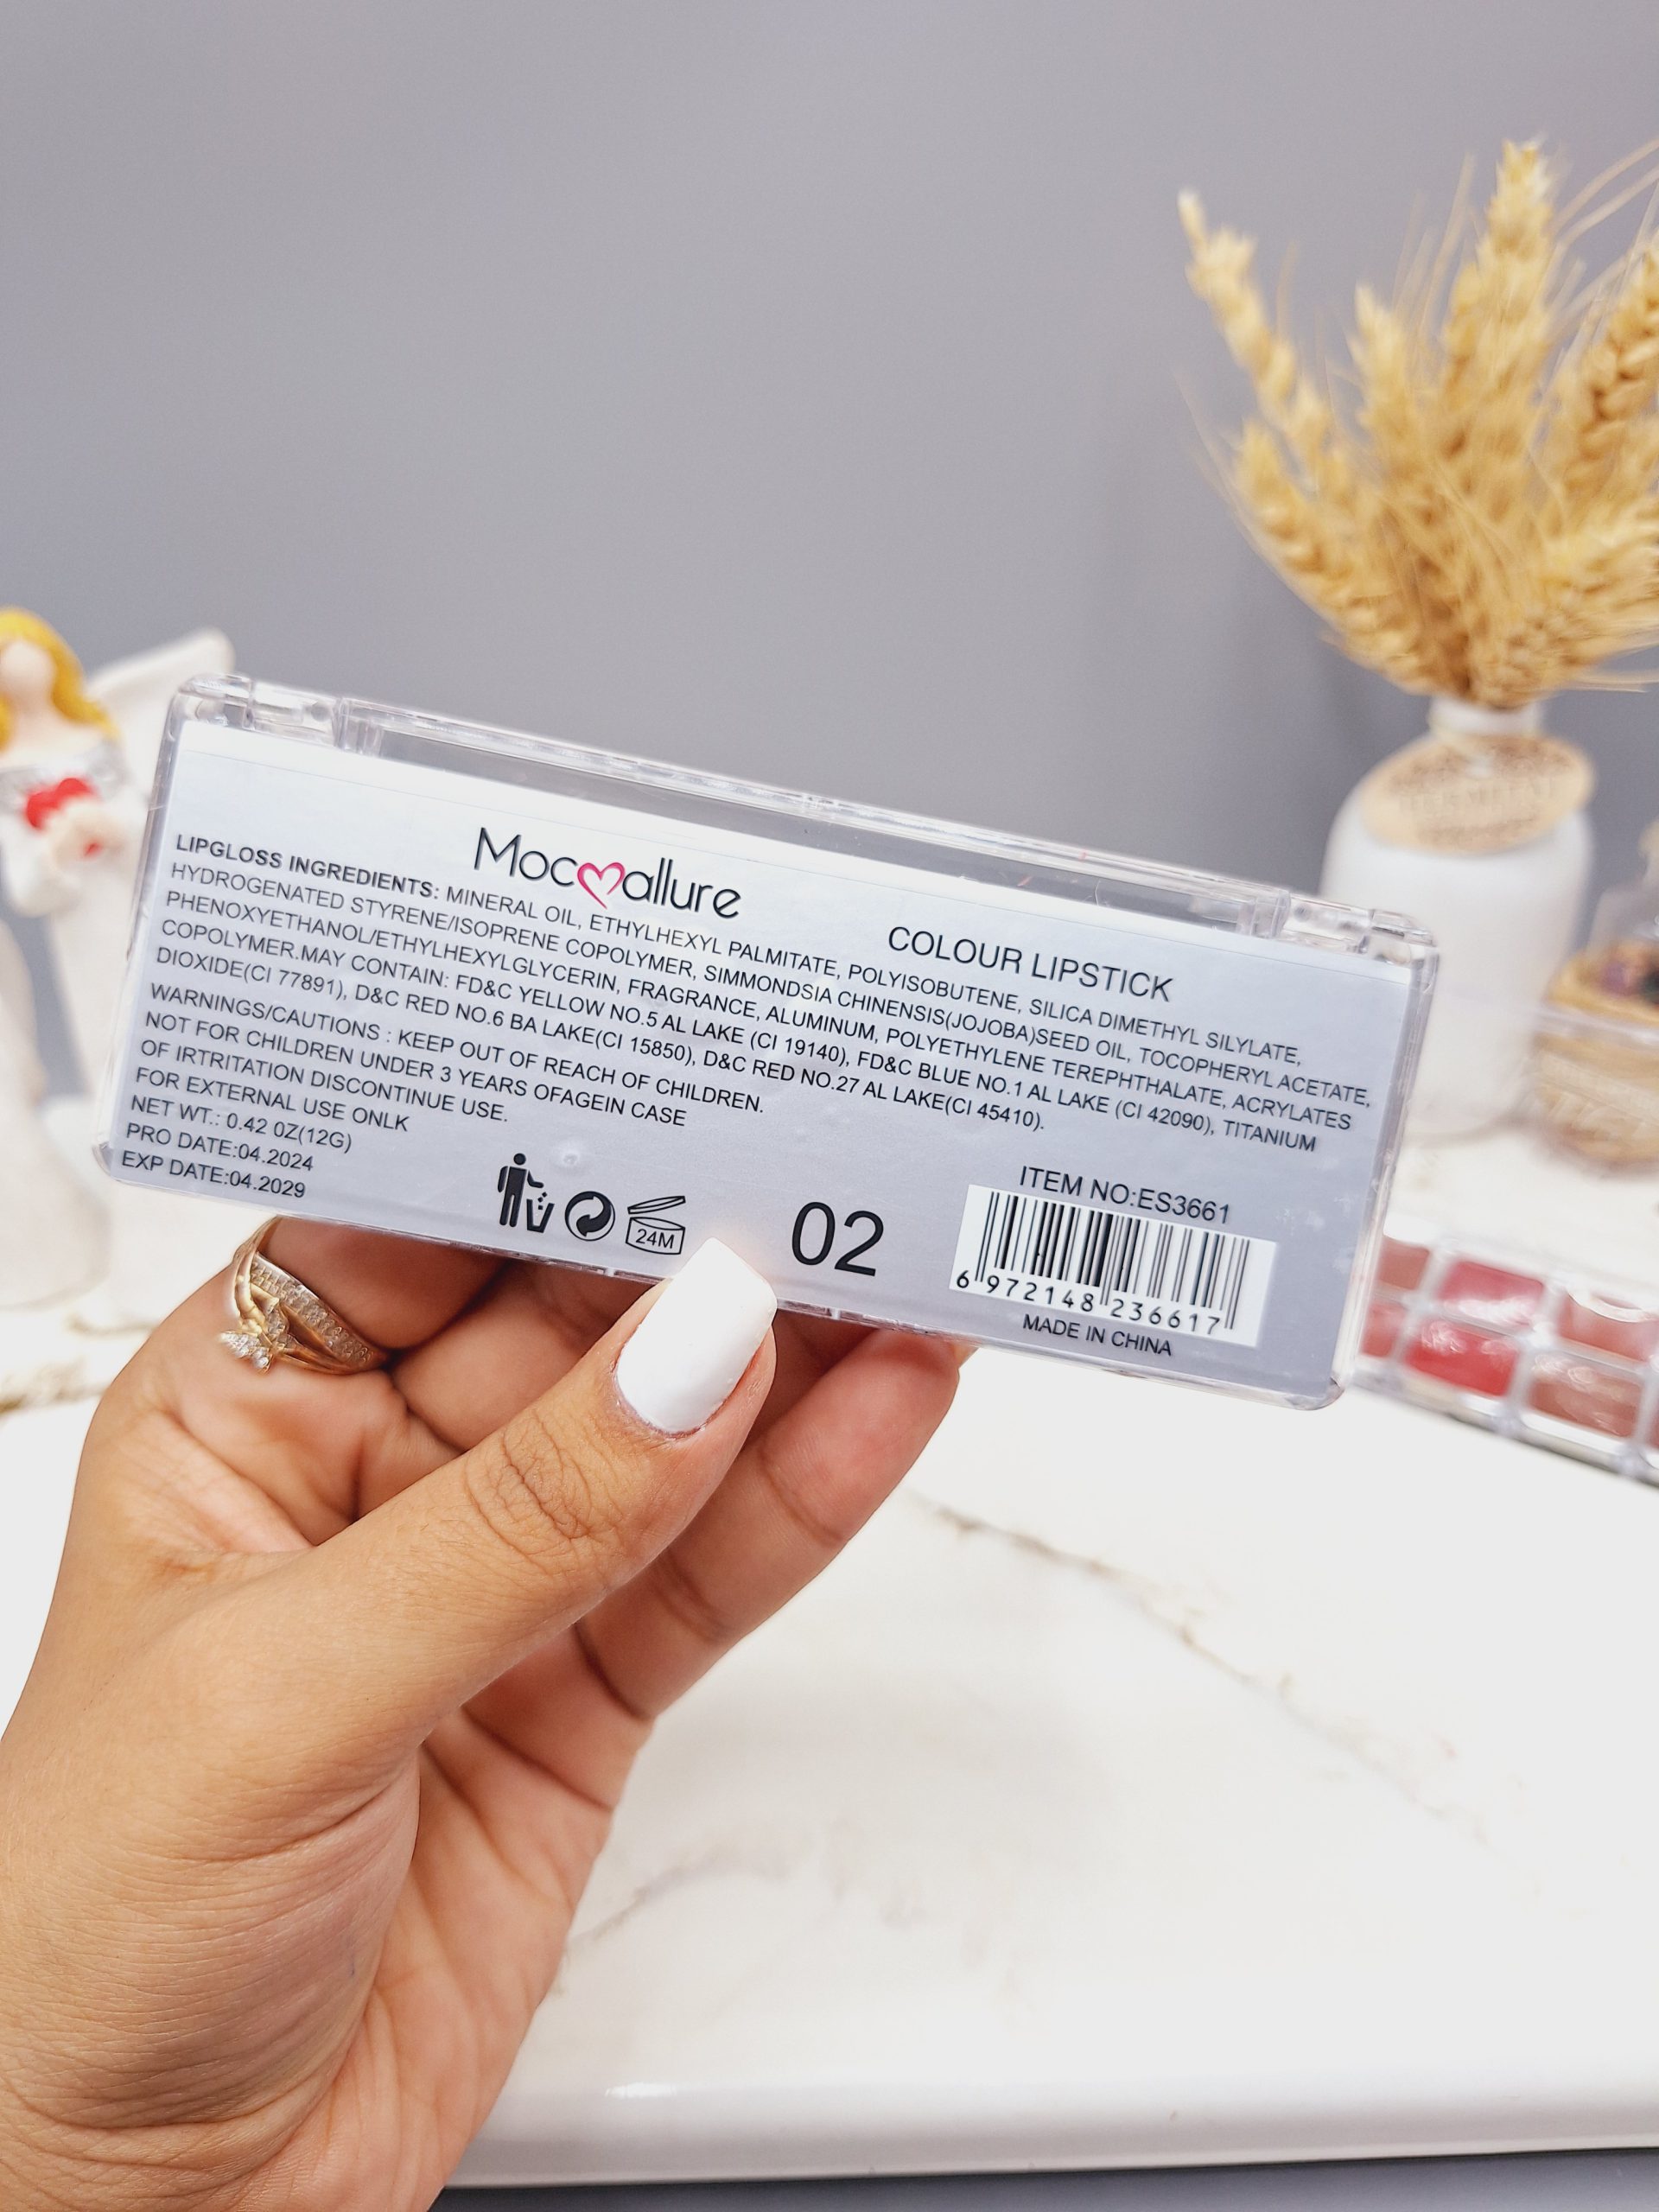 Mocallure
COLOUR LIPSTICK
LIPGLOSS INGREDIENTS: MINERAL OIL, ETHYLHEXYL PALMITATE, POLYISOBUTENE, SILICA DIMETHYL SILYLATE,
HYDROGENATED STYRENE/ISOPRENE COPOLYMER, SIMMONDSIA CHINENSIS(JOJOBA)SEED OIL, TOCOPHERYL ACETATE,
PHENOXYETHANOL/ETHYLHEXYLGLYCERIN, FRAGRANCE, ALUMINUM, POLYETHYLENE TEREPHTHALATE, ACRYLATES
COPOLYMER.MAY CONTAIN: FD&C YELLOW NO.5 AL LAKE (CI 19140), FD&C BLUE NO.1 AL LAKE (CI 42090), TITANIUM
DIOXIDE(CI 77891), D&C RED NO.6 BA LAKE(CI 15850), D&C RED NO.27 AL LAKE(CI 45410).
WARNINGS/CAUTIONS : KEEP OUT OF REACH OF CHILDREN.
NOT FOR CHILDREN UNDER 3 YEARS OFAGEIN CASE
OF IRTRITATION DISCONTINUE USE.
FOR EXTERNAL USE ONLK
NET WT.: 0.42 0Z(12G)
PRO DATE:04.2024
EXP DATE:04.2029
24M
02
ITEM NO:ES3661
6 972148 236617
MADE IN CHINA